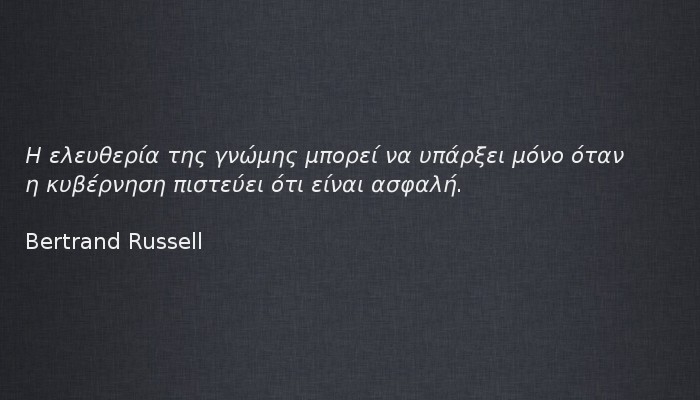 Η ελευθερία της γνώμης μπορεί να υπάρξει μόνο όταν
η κυβέρνηση πιστεύει ότι είναι ασφαλή.
Bertrand Russell